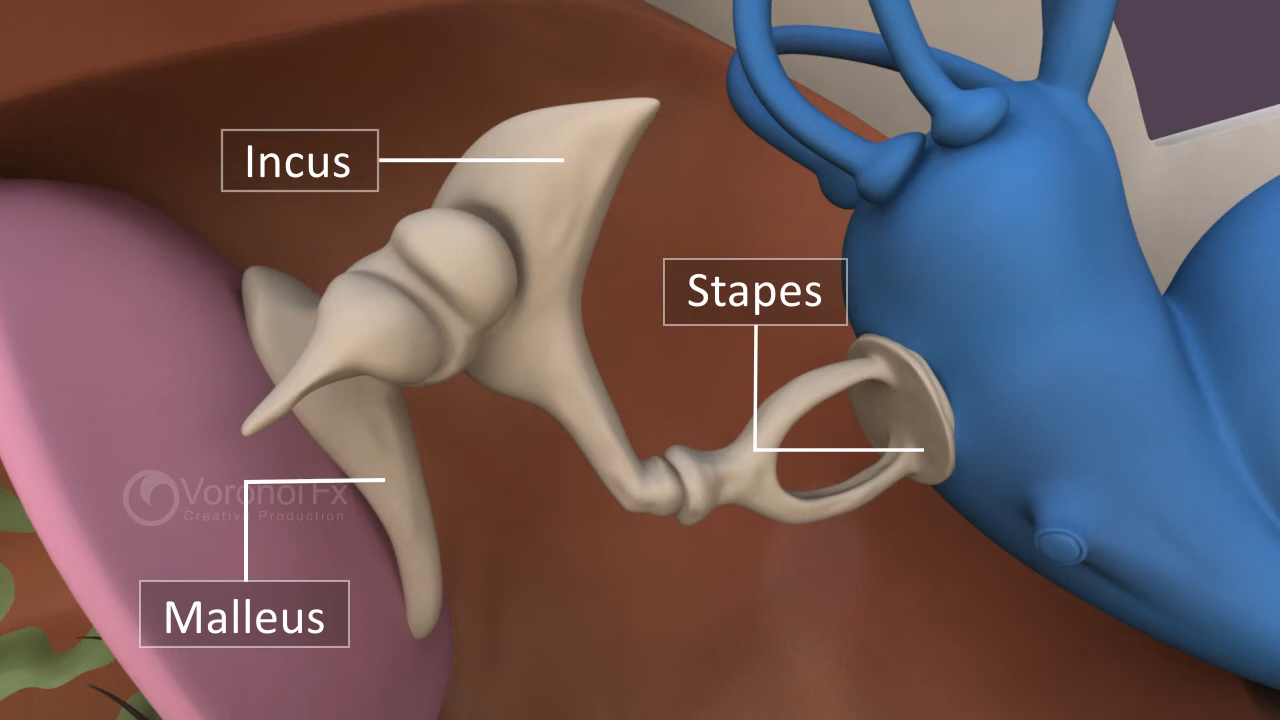 Incus
Stapes
Voronoi Fx
Creative Production
Malleus